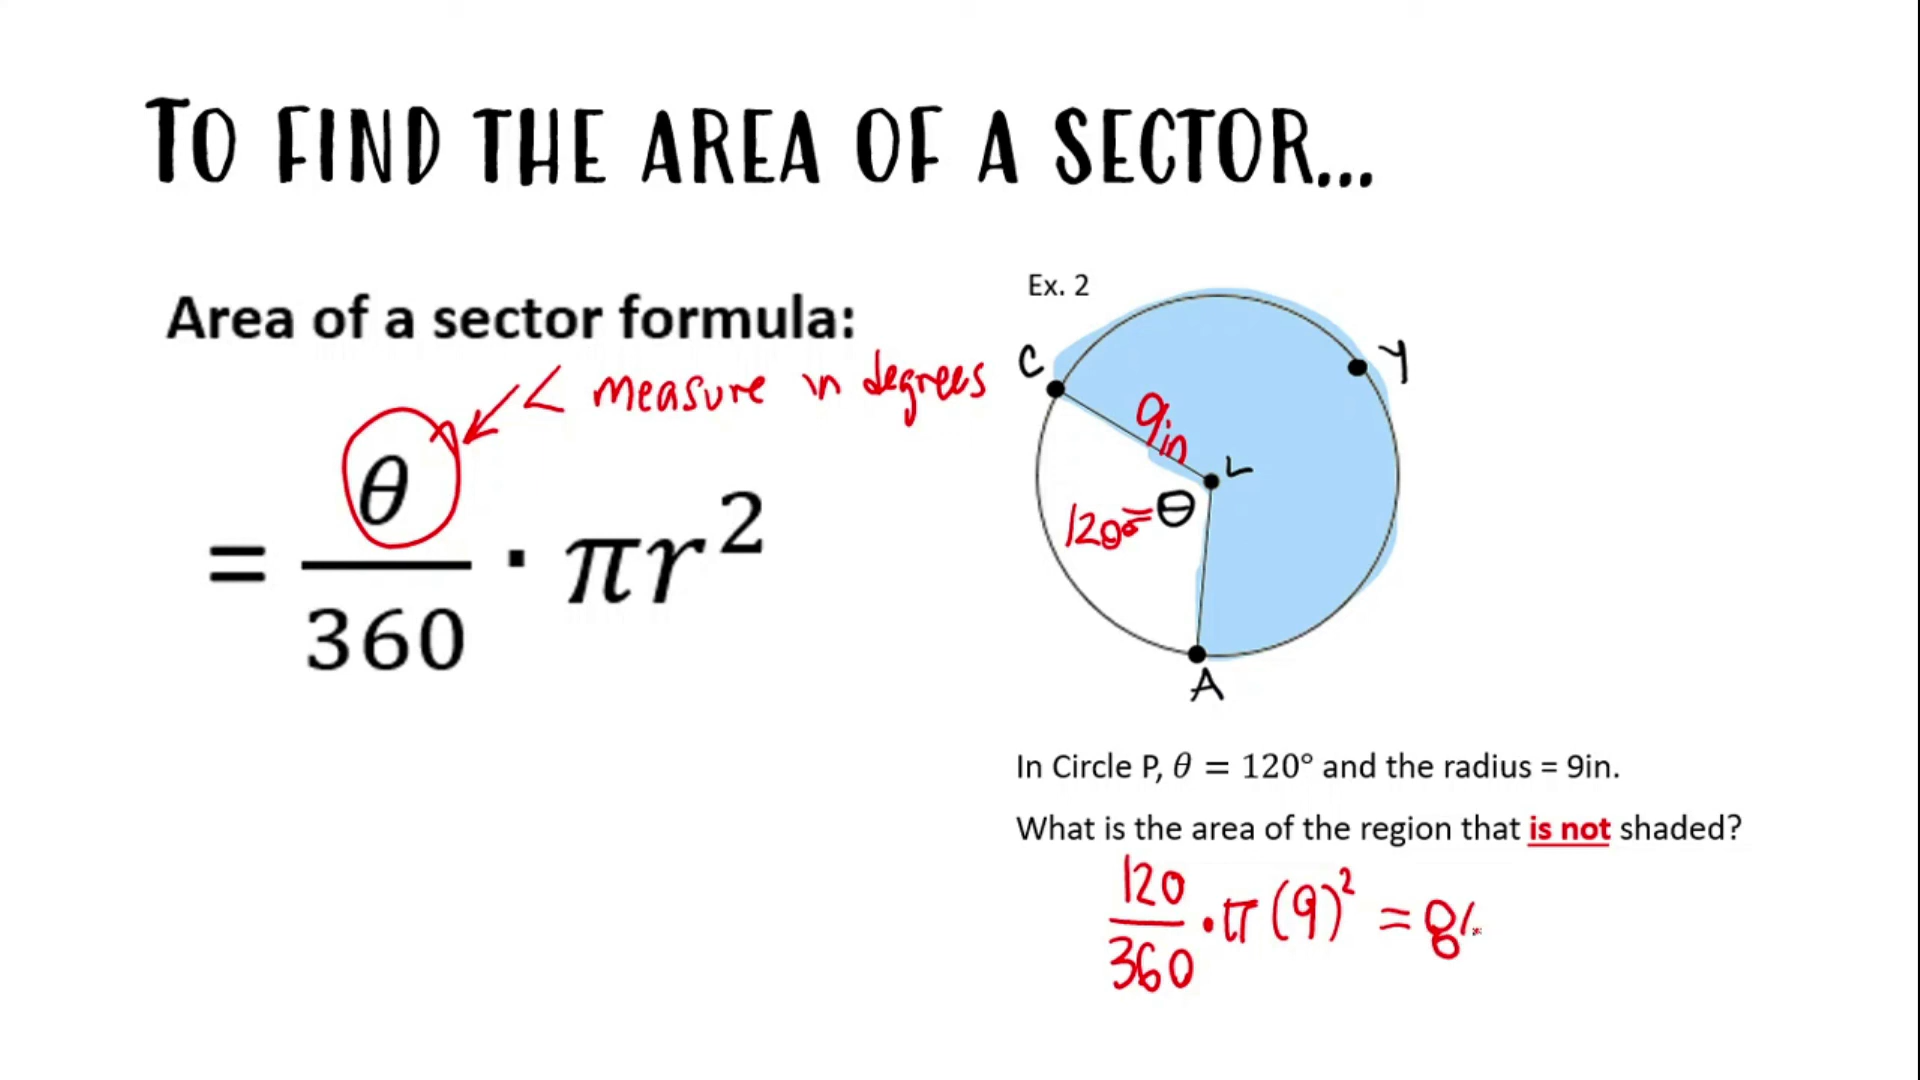 TO FIND THE AREA OF A SECTOR...
Area of a sector formula:
∠ measure in degrees
= θ/360 · πr²
Ex. 2
C
Y
9in
L
120°=θ
A
In Circle P, θ = 120° and the radius = 9in.
What is the area of the region that is not shaded?
120/360 · π(9)² = 84